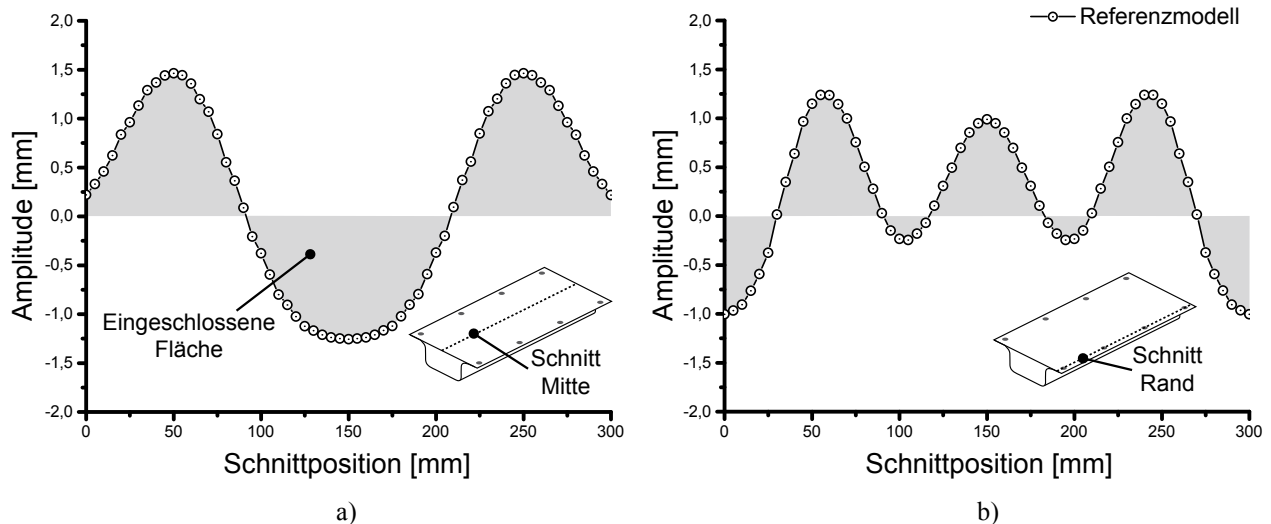 2,0
1,5
1,0
0,5
0,0
-0,5
-1,0
-1,5
-2,0
Amplitude [mm]
Eingeschlossene
Fläche
Schnitt
Mitte
0 50 100 150 200 250 300
Schnittposition [mm]
a)
Referenzmodell
2,0
1,5
1,0
0,5
0,0
-0,5
-1,0
-1,5
-2,0
Amplitude [mm]
Schnitt
Rand
0 50 100 150 200 250 300
Schnittposition [mm]
b)